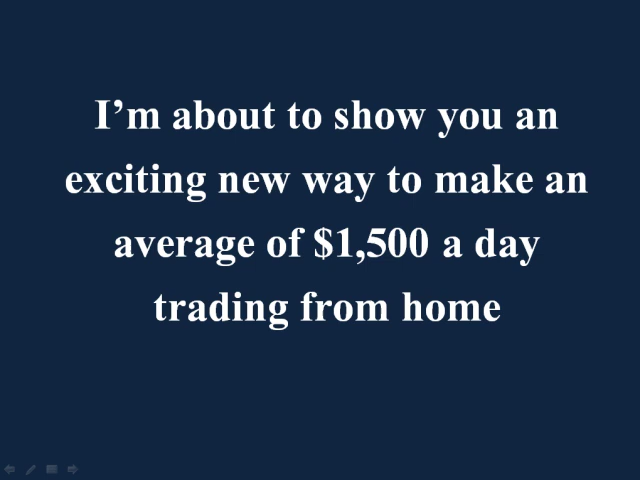 I’m about to show you an
exciting new way to make an
average of $1,500 a day
trading from home